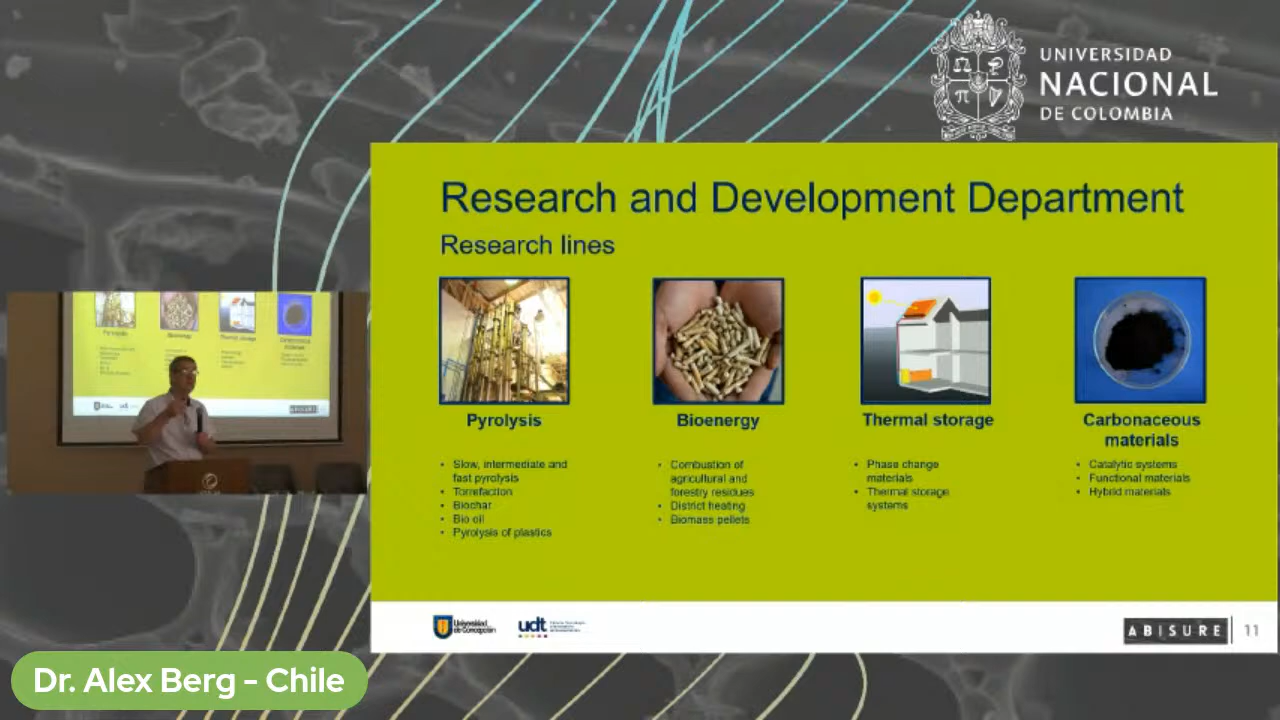 UNIVERSIDAD
NACIONAL
DE COLOMBIA
Research and Development Department
Research lines
Pyrolysis
• Slow, intermediate and
fast pyrolysis
• Torrefaction
• Biochar
• Bio oil
• Pyrolysis of plastics
Bioenergy
• Combustion of
agricultural and
forestry residues
• District heating
• Biomass pellets
Thermal storage
• Phase change
materials
• Thermal storage
systems
Carbonaceous
materials
• Catalytic systems
• Functional materials
• Hybrid materials
Universidad
de Concepción
udt
ABISURE
11
Dr. Alex Berg - Chile